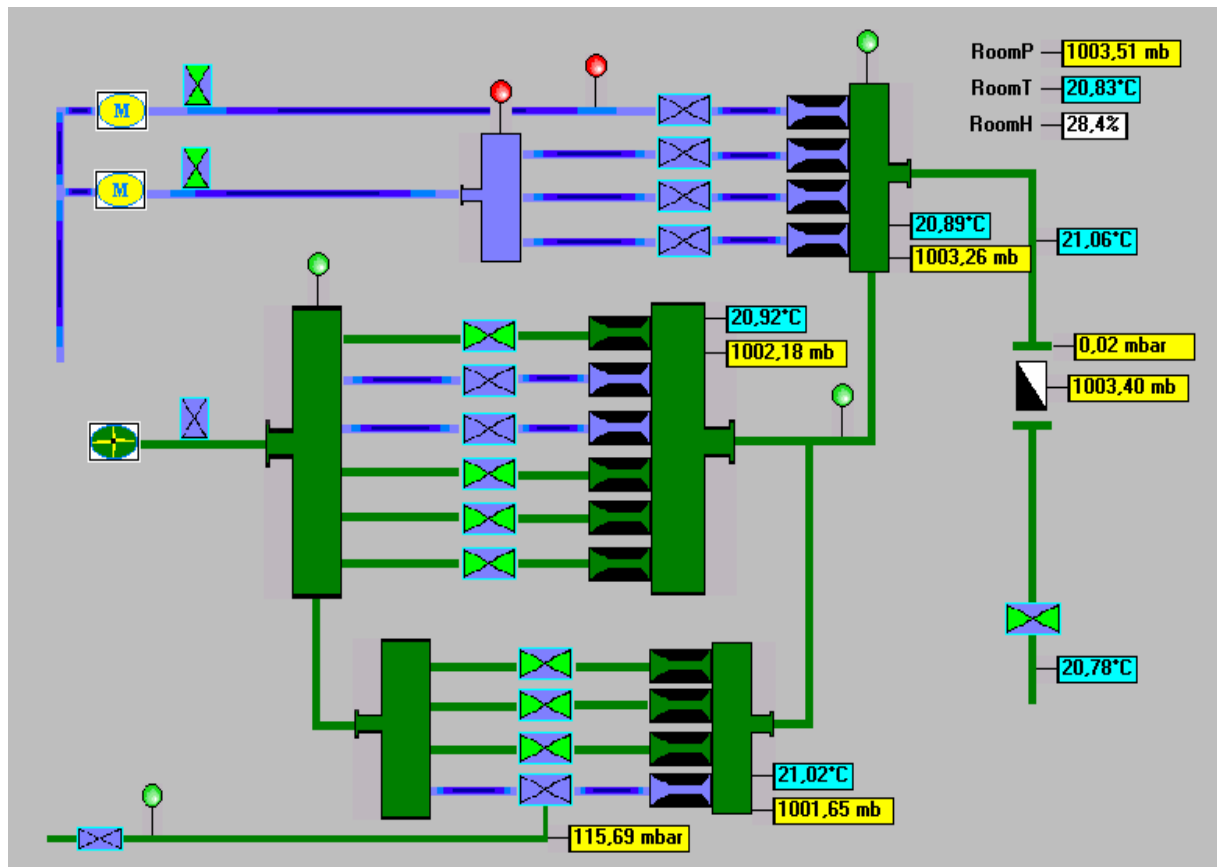 RoomP 1003,51 mb
RoomT 20,83°C
RoomH 28,4%
M
M
20,89°C
21,06°C
1003,26 mb
20,92°C
1002,18 mb
0,02 mbar
1003,40 mb
20,78°C
21,02°C
1001,65 mb
115,69 mbar